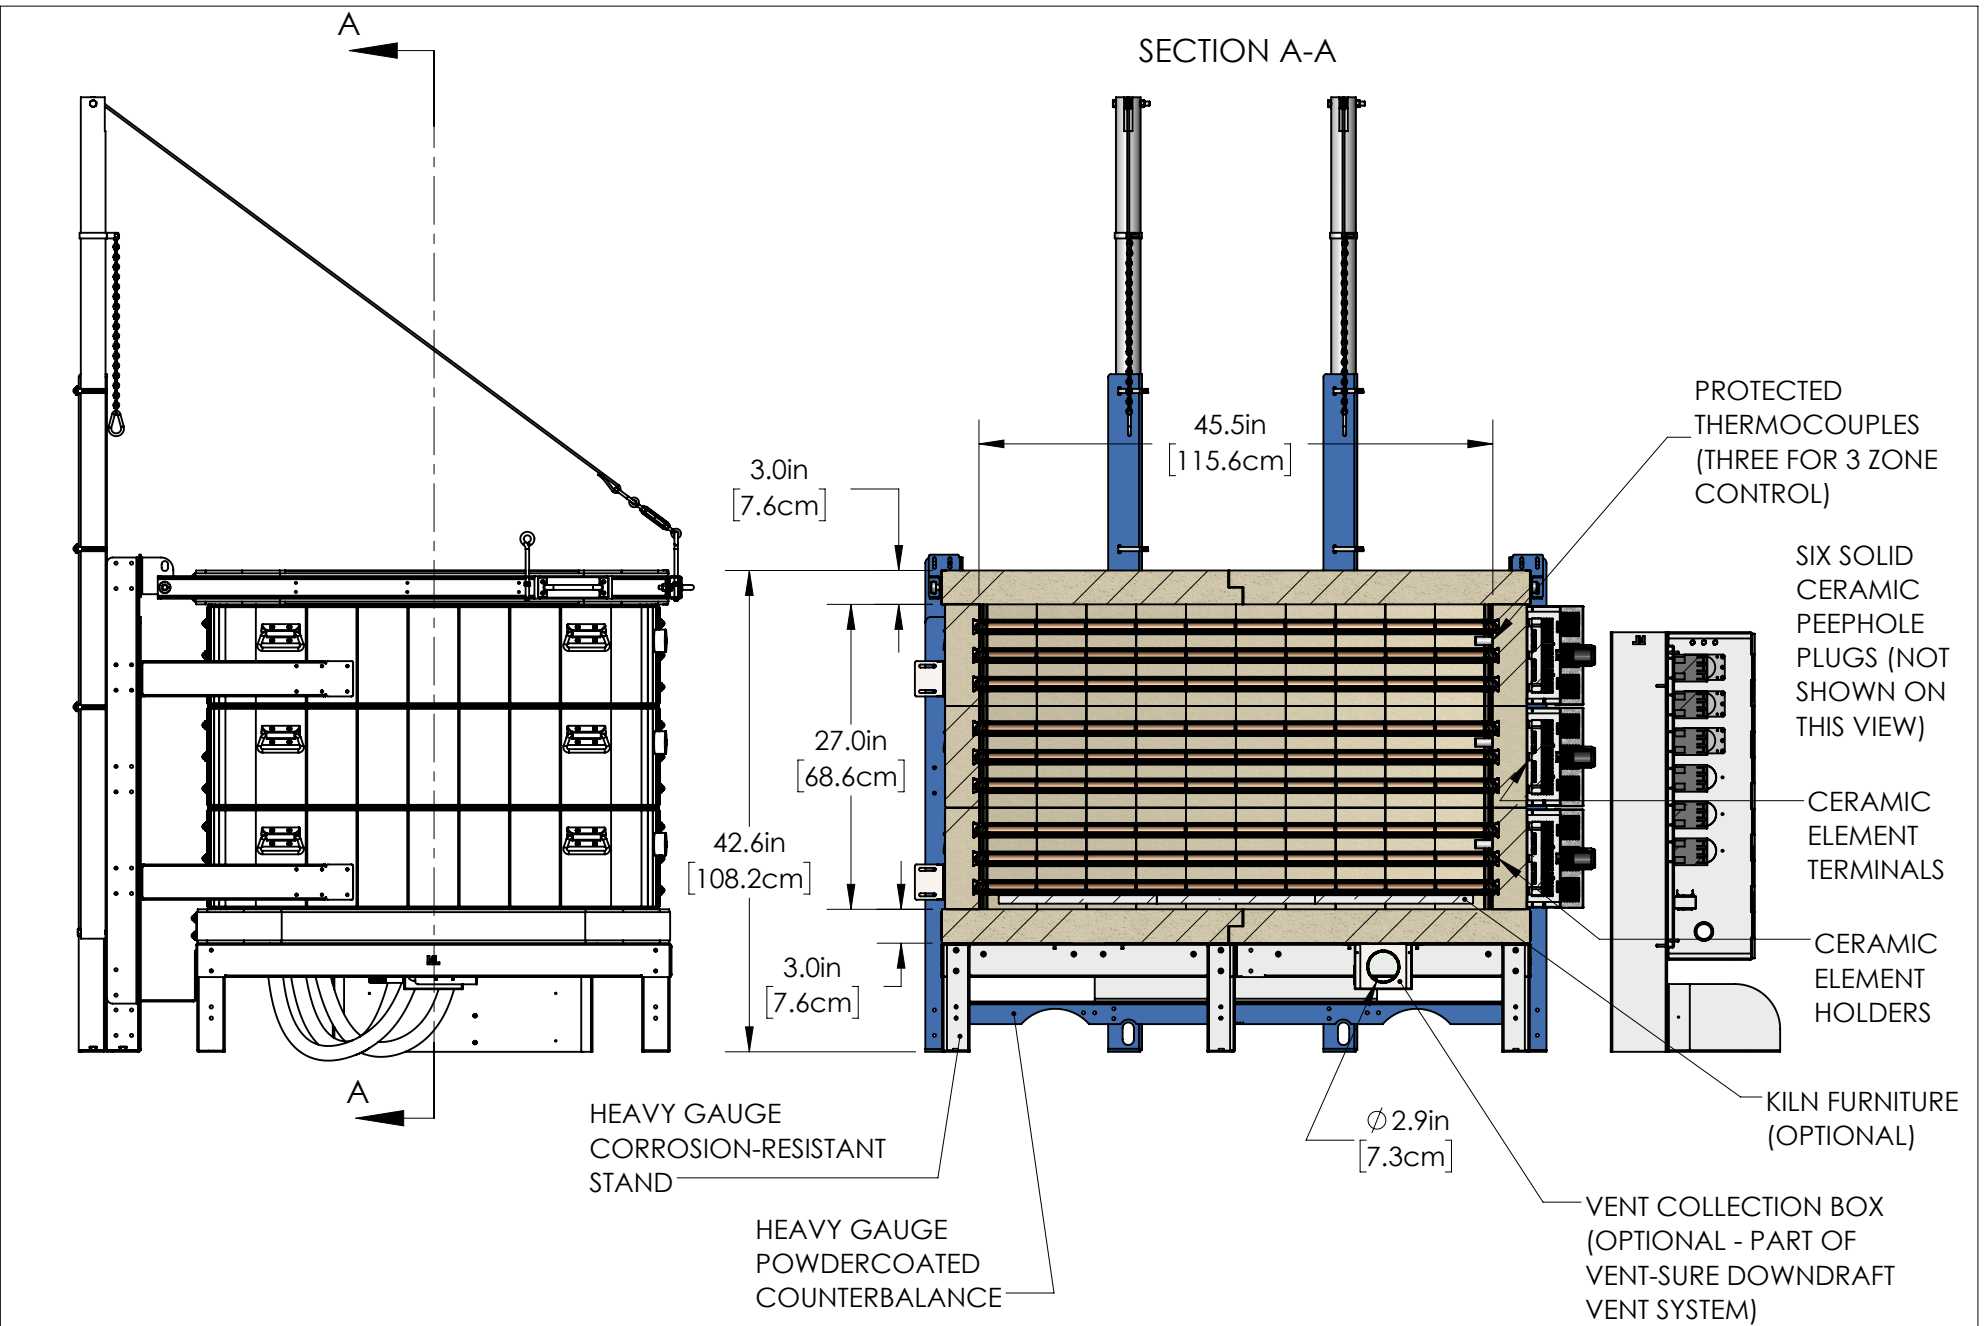 A
SECTION A-A
45.5in
[115.6cm]
3.0in
[7.6cm]
PROTECTED
THERMOCOUPLES
(THREE FOR 3 ZONE
CONTROL)
SIX SOLID
CERAMIC
PEEPHOLE
PLUGS (NOT
SHOWN ON
THIS VIEW)
27.0in
[68.6cm]
42.6in
[108.2cm]
CERAMIC
ELEMENT
TERMINALS
3.0in
[7.6cm]
CERAMIC
ELEMENT
HOLDERS
A
HEAVY GAUGE
CORROSION-RESISTANT
STAND
∅2.9in
[7.3cm]
KILN FURNITURE
(OPTIONAL)
HEAVY GAUGE
POWDERCOATED
COUNTERBALANCE
VENT COLLECTION BOX
(OPTIONAL - PART OF
VENT-SURE DOWNDRAFT
VENT SYSTEM)